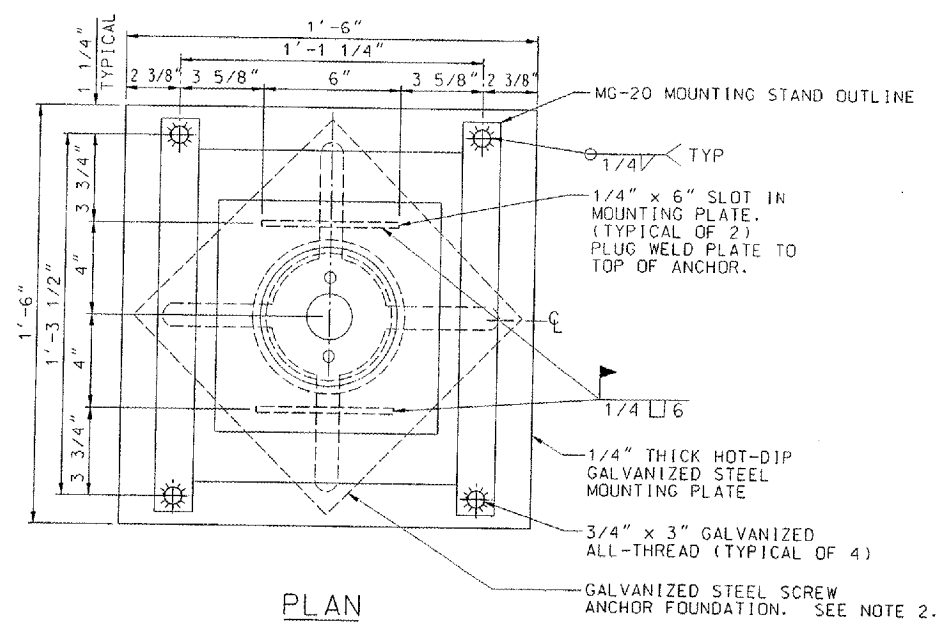 1'-6"
1'-1 1/4"
1 1/4"
TYPICAL
2 3/8" 3 5/8" 6" 3 5/8" 2 3/8"
MG-20 MOUNTING STAND OUTLINE
1/4 TYP
1/4" x 6" SLOT IN
MOUNTING PLATE.
(TYPICAL OF 2)
PLUG WELD PLATE TO
TOP OF ANCHOR.
1'-6"
1'-3 1/2"
3 3/4"
4"
4"
3 3/4"
℄
1/4 6
1/4" THICK HOT-DIP
GALVANIZED STEEL
MOUNTING PLATE
3/4" x 3" GALVANIZED
ALL-THREAD (TYPICAL OF 4)
GALVANIZED STEEL SCREW
ANCHOR FOUNDATION. SEE NOTE 2.
PLAN